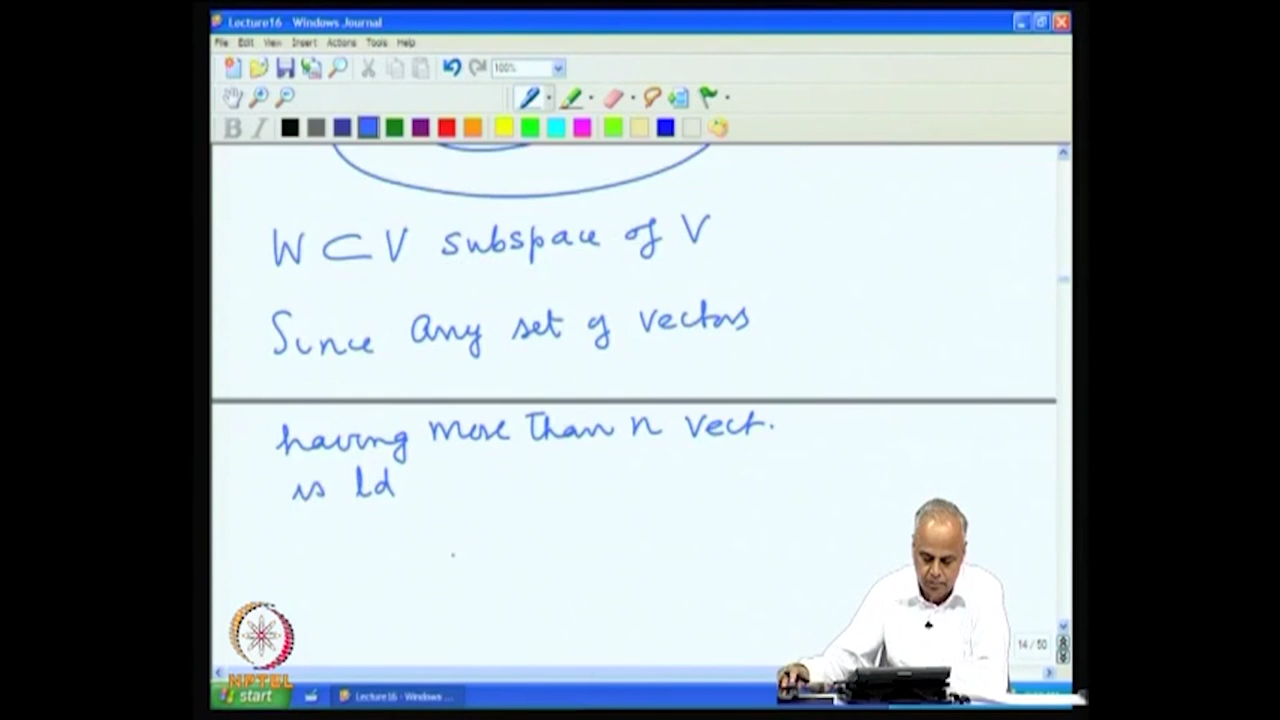 Lecture16 - Windows Journal
File Edit View Insert Actions Tools Help
100%
B I
W ⊂ V subspace of V
Since any set of vectors
having more than n vect.
is ld
14 / 50
NPTEL
start Lecture16 - Windows ...